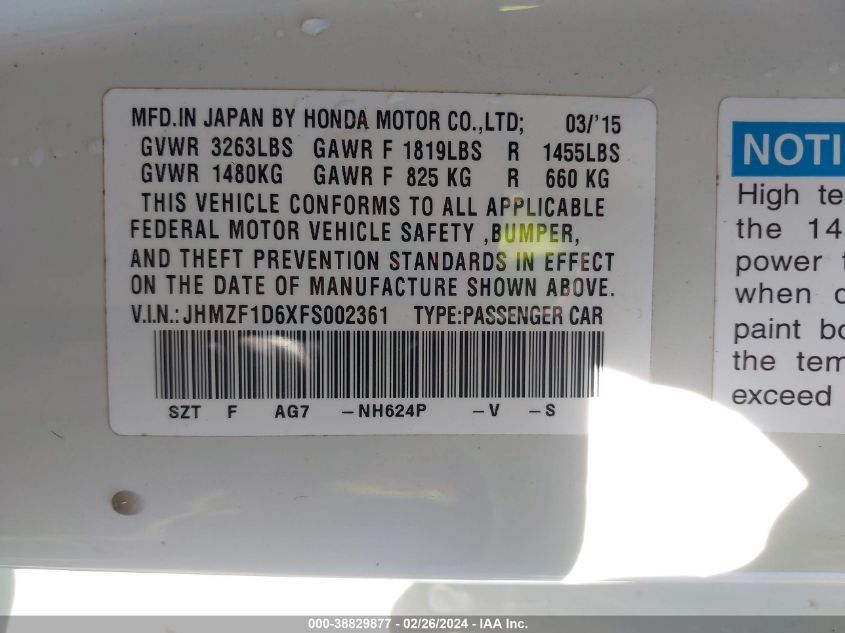 MFD.IN JAPAN BY HONDA MOTOR CO.,LTD; 03/'15
GVWR 3263LBS GAWR F 1819LBS R 1455LBS
GVWR 1480KG GAWR F 825 KG R 660 KG
THIS VEHICLE CONFORMS TO ALL APPLICABLE
FEDERAL MOTOR VEHICLE SAFETY ,BUMPER,
AND THEFT PREVENTION STANDARDS IN EFFECT
ON THE DATE OF MANUFACTURE SHOWN ABOVE.
V.I.N.: JHMZF1D6XFS002361 TYPE:PASSENGER CAR
SZT F AG7 -NH624P -V -S
NOTI
High te
the 14
power
when
paint bo
the tem
exceed
000-38829877 - 02/26/2024 - IAA Inc.